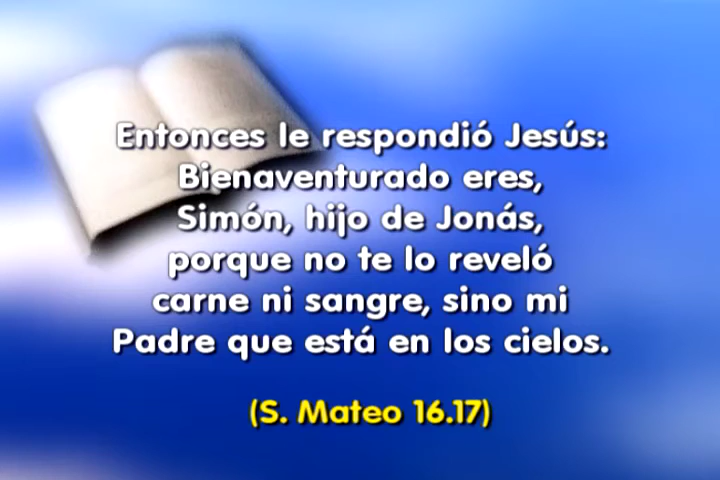 Entonces le respondió Jesús:
Bienaventurado eres,
Simón, hijo de Jonás,
porque no te lo reveló
carne ni sangre, sino mi
Padre que está en los cielos.
(S. Mateo 16.17)